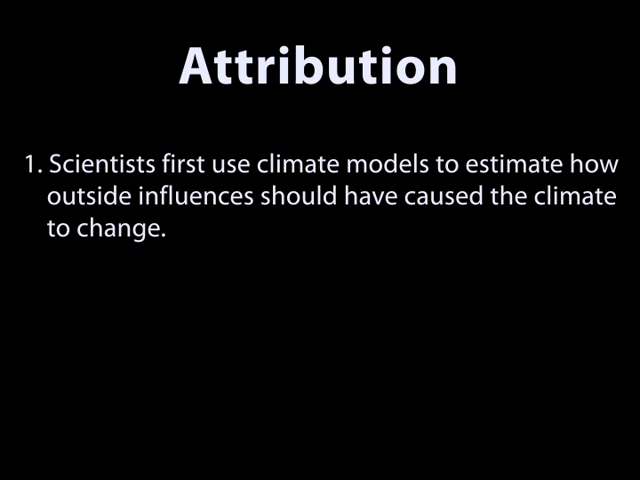 Attribution
1. Scientists first use climate models to estimate how
outside influences should have caused the climate
to change.